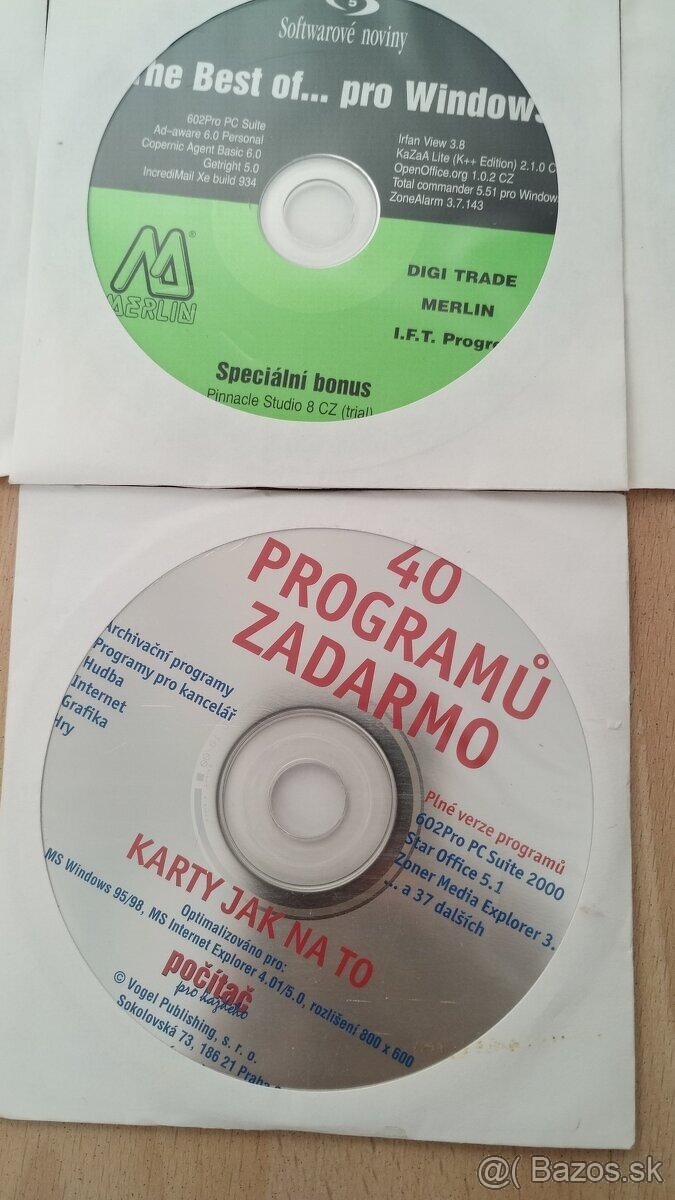 5
Softwarové noviny
he Best of... pro Window
602Pro PC Suite
Ad-aware 6.0 Personal
Copernic Agent Basic 6.0
Getright 5.0
IncrediMail Xe build 934
Irfan View 3.8
KaZaA Lite (K++ Edition) 2.1.0 C
OpenOffice.org 1.0.2 CZ
Total commander 5.51 pro Window
ZoneAlarm 3.7.143
MERLIN
DIGI TRADE
MERLIN
I.F.T. Progr
Speciální bonus
Pinnacle Studio 8 CZ (trial)
40
PROGRAMŮ
ZADARMO
Archivační programy
Programy pro kancelář
Hudba
Internet
Grafika
Hry
Plné verze programů
602Pro PC Suite 2000
Star Office 5.1
Zoner Media Explorer 3.
... a 37 dalších
KARTY JAK NA TO
Optimalizováno pro:
MS Windows 95/98, MS Internet Explorer 4.01/5.0, rozlišení 800 x 600
počítač
pro každého
© Vogel Publishing, s. r. o.
Sokolovská 73, 186 21 Praha
@( Bazos.sk